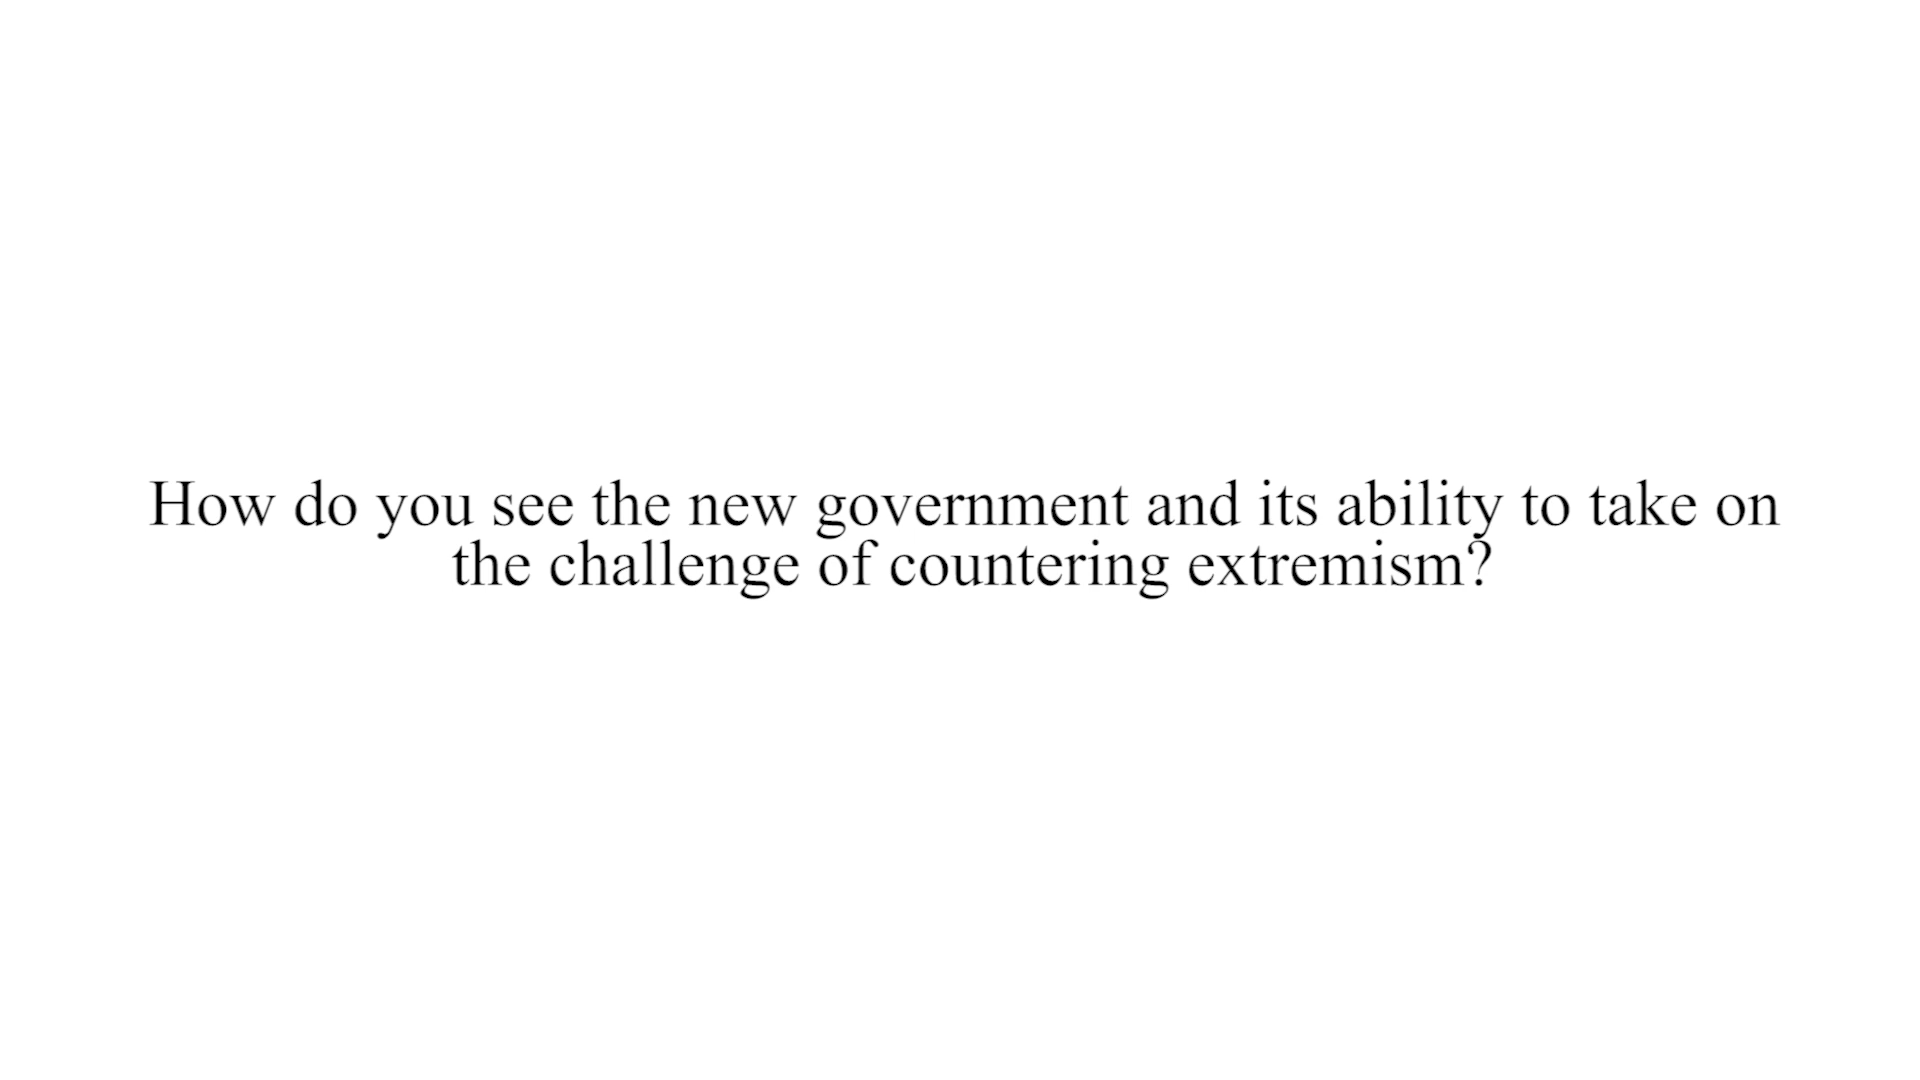 How do you see the new government and its ability to take on
the challenge of countering extremism?